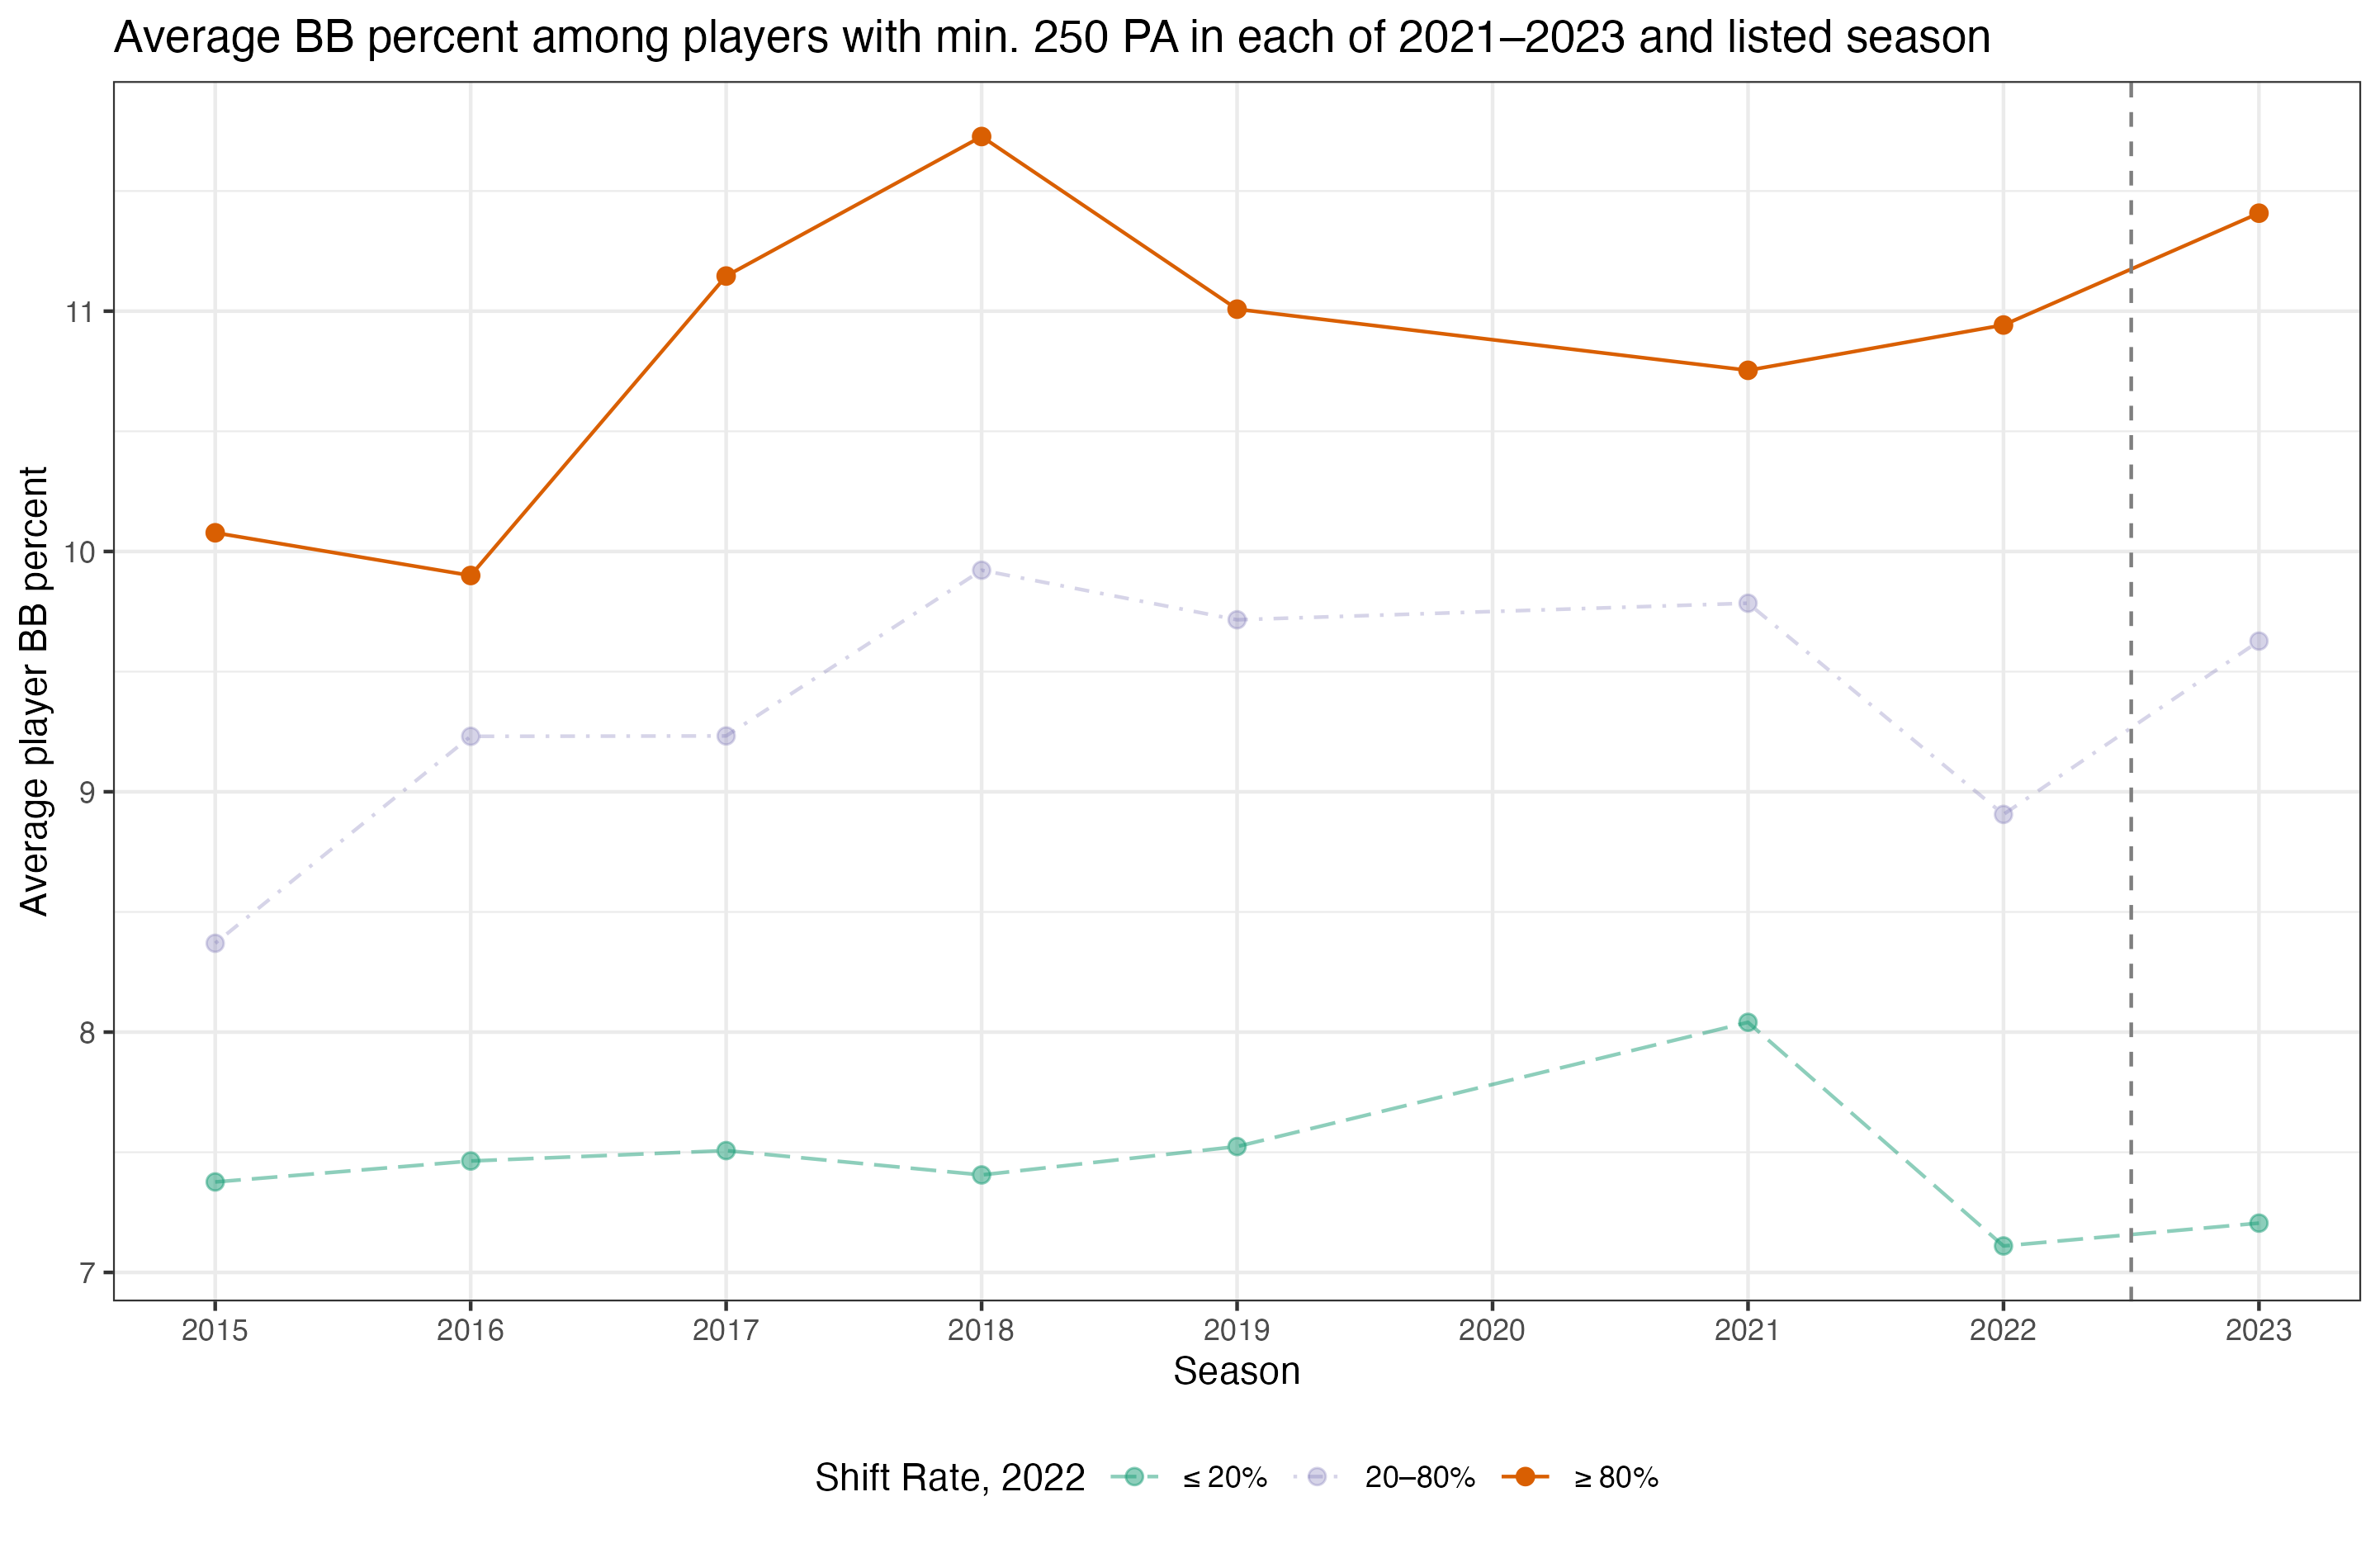 Average BB percent among players with min. 250 PA in each of 2021–2023 and listed season
Average player BB percent
11
10
9
8
7
2015 2016 2017 2018 2019 2020 2021 2022 2023
Season
Shift Rate, 2022 ≤ 20% 20–80% ≥ 80%